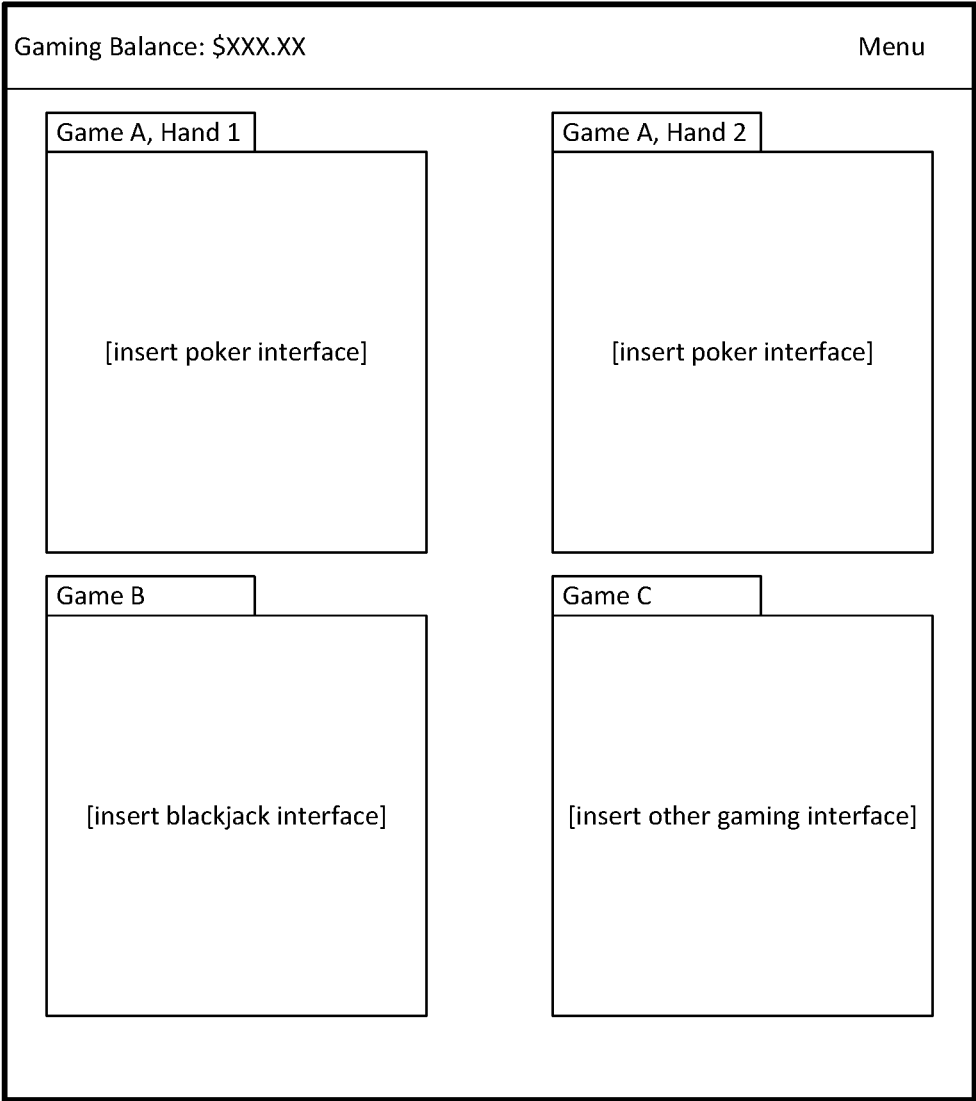 Gaming Balance: $XXX.XX
Menu
Game A, Hand 1
Game A, Hand 2
[insert poker interface]
[insert poker interface]
Game B
Game C
[insert blackjack interface]
[insert other gaming interface]